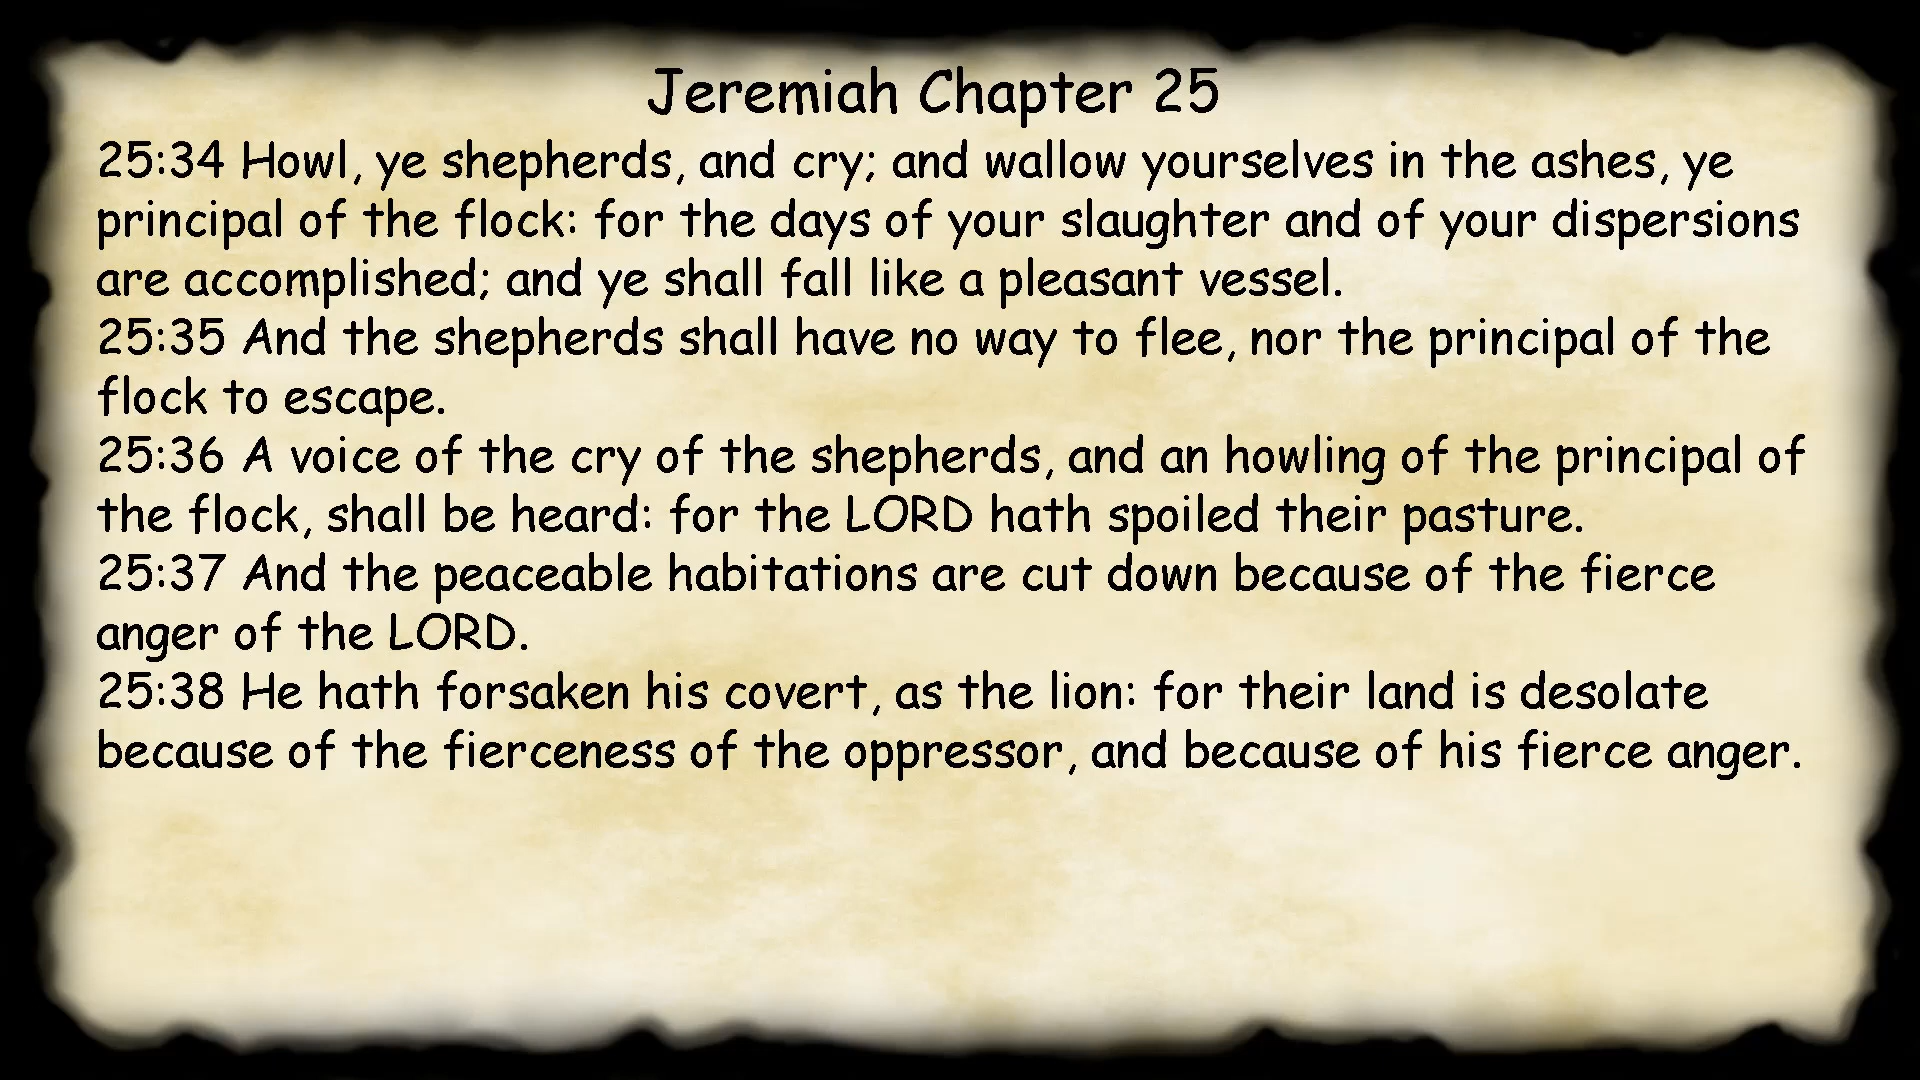 Jeremiah Chapter 25
25:34 Howl, ye shepherds, and cry; and wallow yourselves in the ashes, ye
principal of the flock: for the days of your slaughter and of your dispersions
are accomplished; and ye shall fall like a pleasant vessel.
25:35 And the shepherds shall have no way to flee, nor the principal of the
flock to escape.
25:36 A voice of the cry of the shepherds, and an howling of the principal of
the flock, shall be heard: for the LORD hath spoiled their pasture.
25:37 And the peaceable habitations are cut down because of the fierce
anger of the LORD.
25:38 He hath forsaken his covert, as the lion: for their land is desolate
because of the fierceness of the oppressor, and because of his fierce anger.